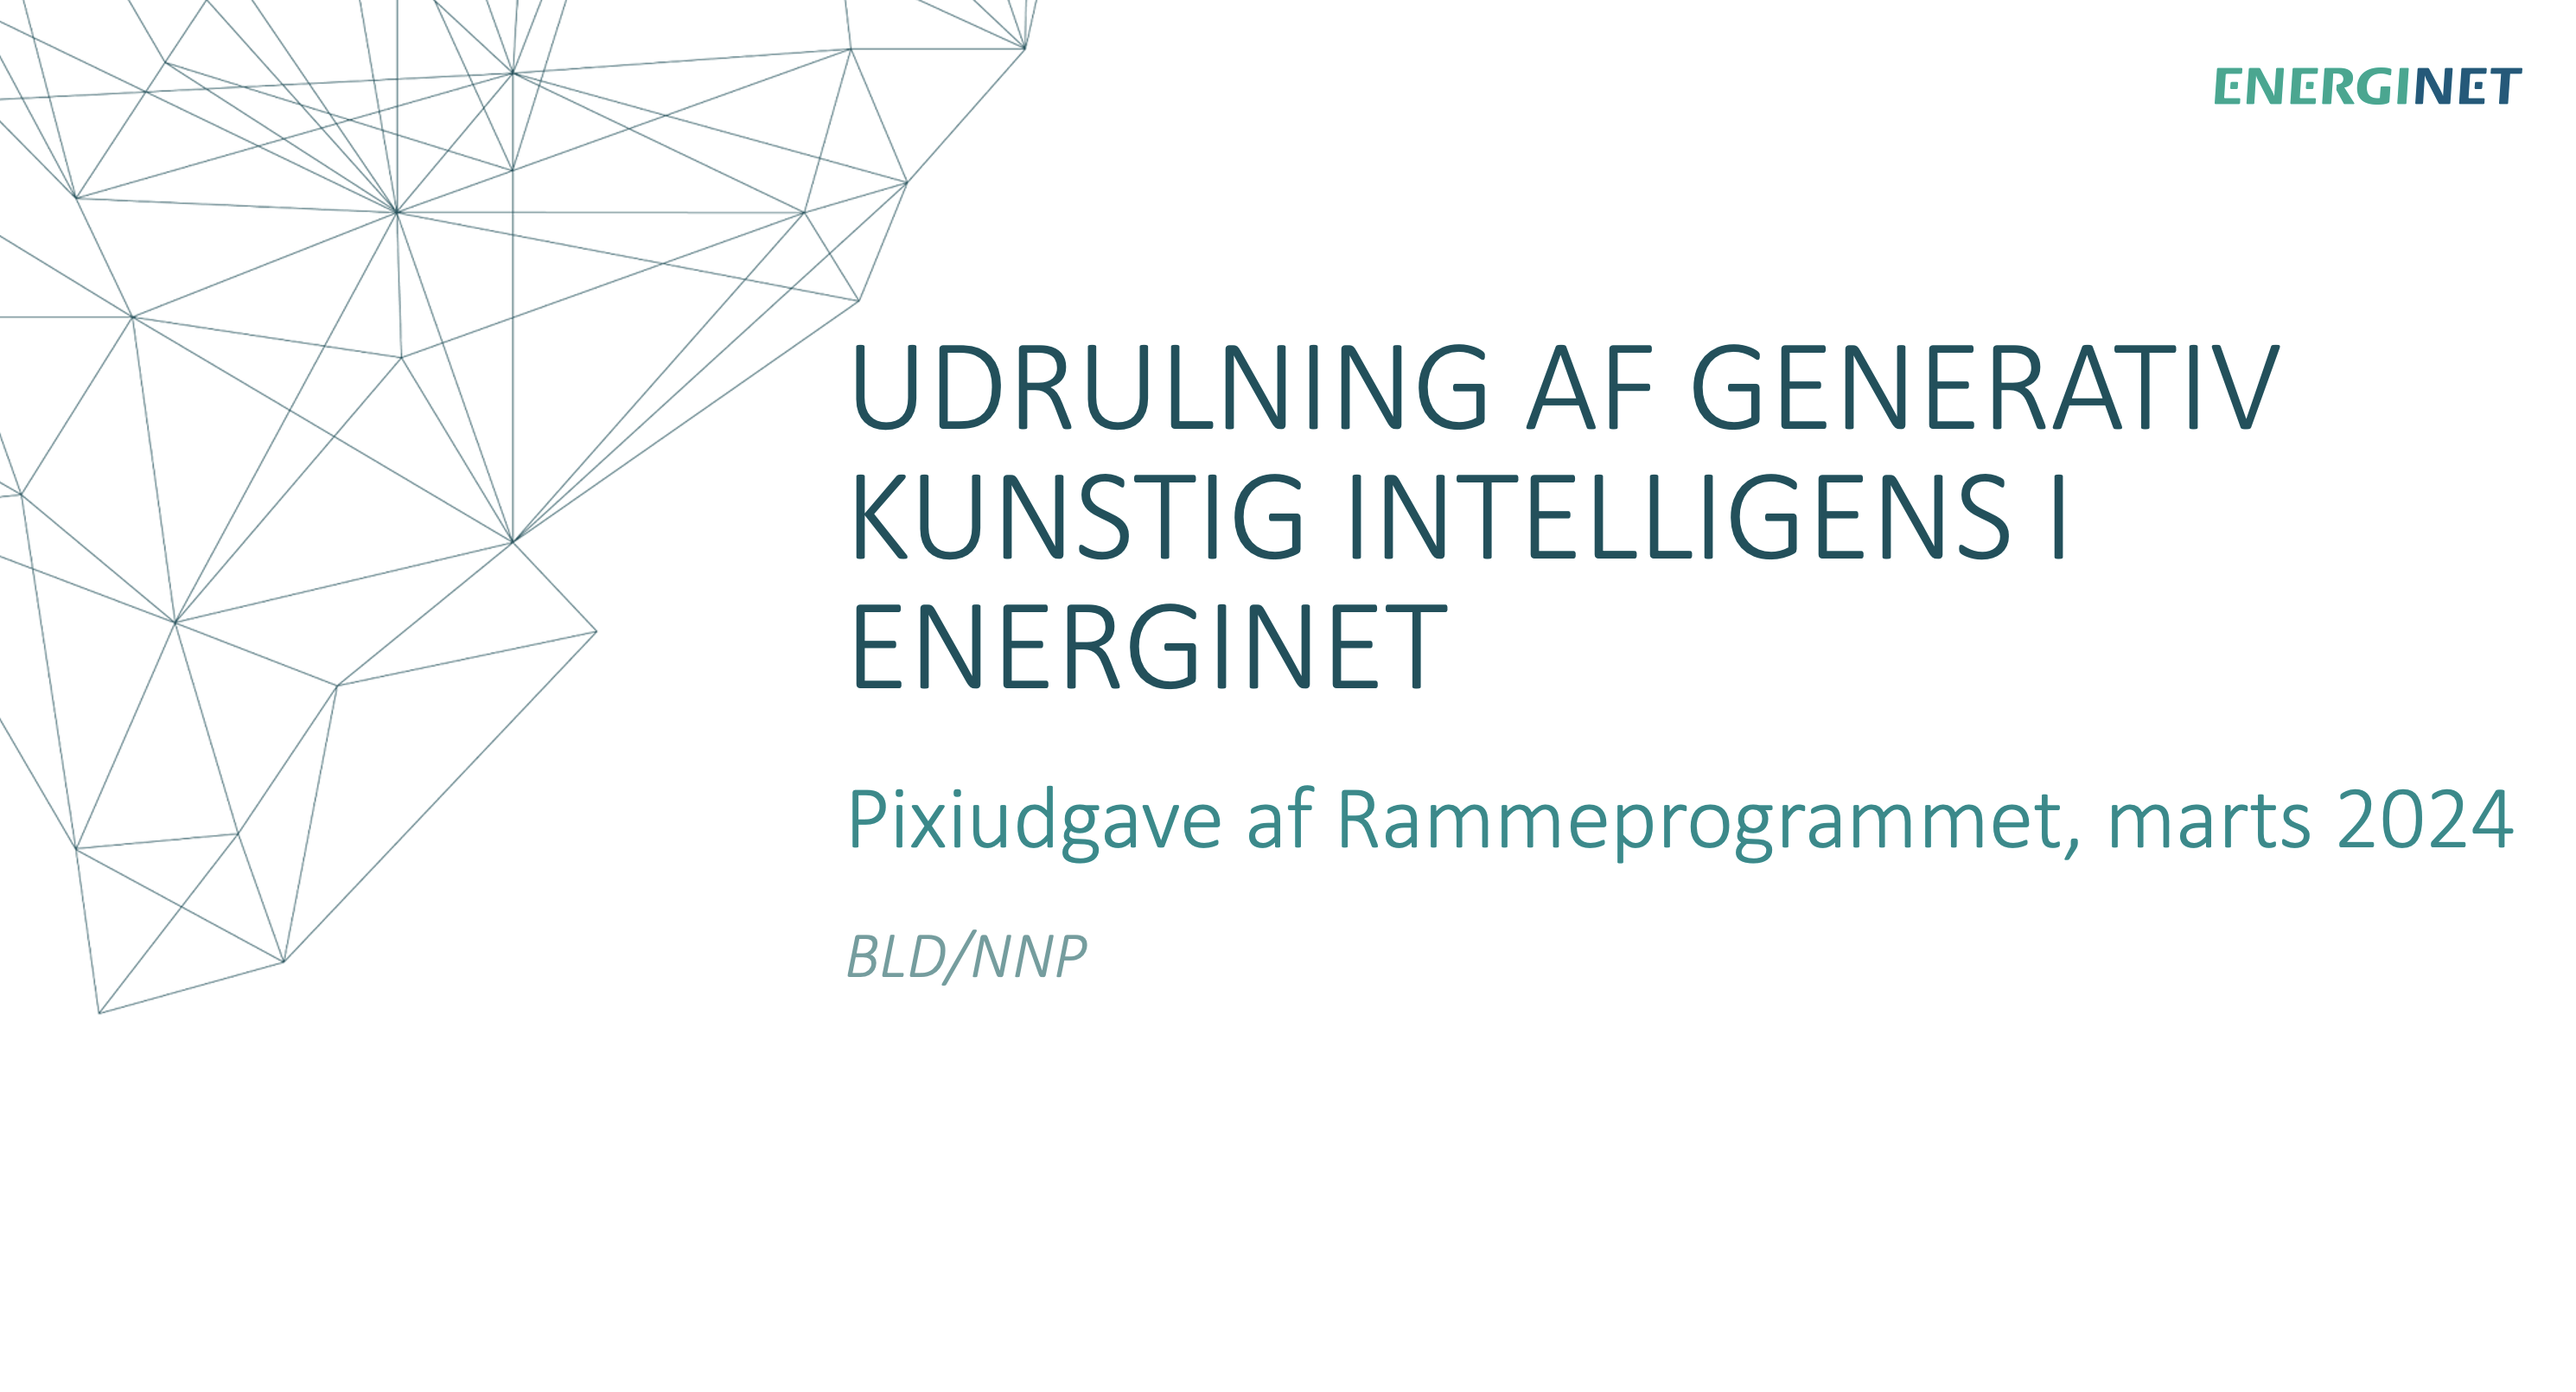 ENERGINET
UDRULNING AF GENERATIV
KUNSTIG INTELLIGENS I
ENERGINET
Pixiudgave af Rammeprogrammet, marts 2024
BLD/NNP